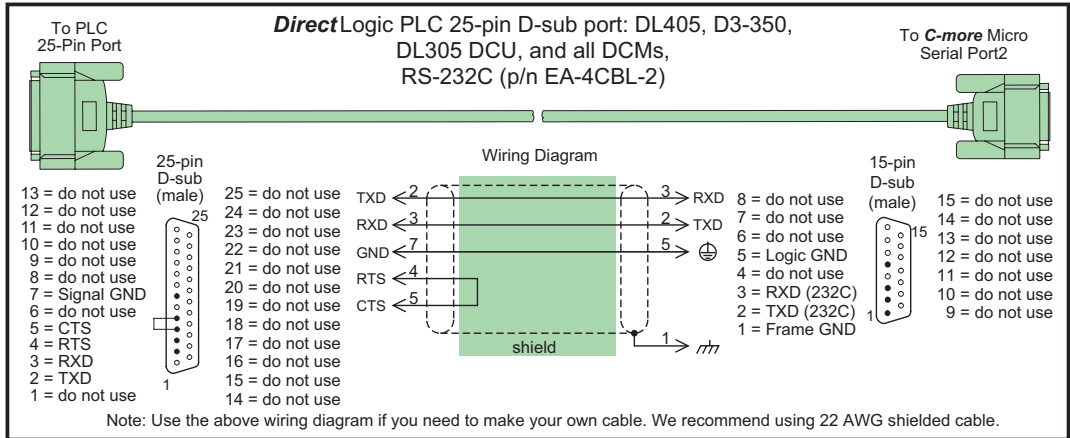 To PLC
25-Pin Port
DirectLogic PLC 25-pin D-sub port: DL405, D3-350,
DL305 DCU, and all DCMs,
RS-232C (p/n EA-4CBL-2)
To C-more Micro
Serial Port2
25-pin
D-sub
(male)
Wiring Diagram
15-pin
D-sub
(male)
13 = do not use
12 = do not use
11 = do not use
10 = do not use
9 = do not use
8 = do not use
7 = Signal GND
6 = do not use
5 = CTS
4 = RTS
3 = RXD
2 = TXD
1 = do not use
25
1
25 = do not use
24 = do not use
23 = do not use
22 = do not use
21 = do not use
20 = do not use
19 = do not use
18 = do not use
17 = do not use
16 = do not use
15 = do not use
14 = do not use
TXD 2 3 RXD
RXD 3 2 TXD
GND 7 5
RTS 4
CTS 5
shield
1
8 = do not use
7 = do not use
6 = do not use
5 = Logic GND
4 = do not use
3 = RXD (232C)
2 = TXD (232C)
1 = Frame GND
15
1
15 = do not use
14 = do not use
13 = do not use
12 = do not use
11 = do not use
10 = do not use
9 = do not use
Note: Use the above wiring diagram if you need to make your own cable. We recommend using 22 AWG shielded cable.